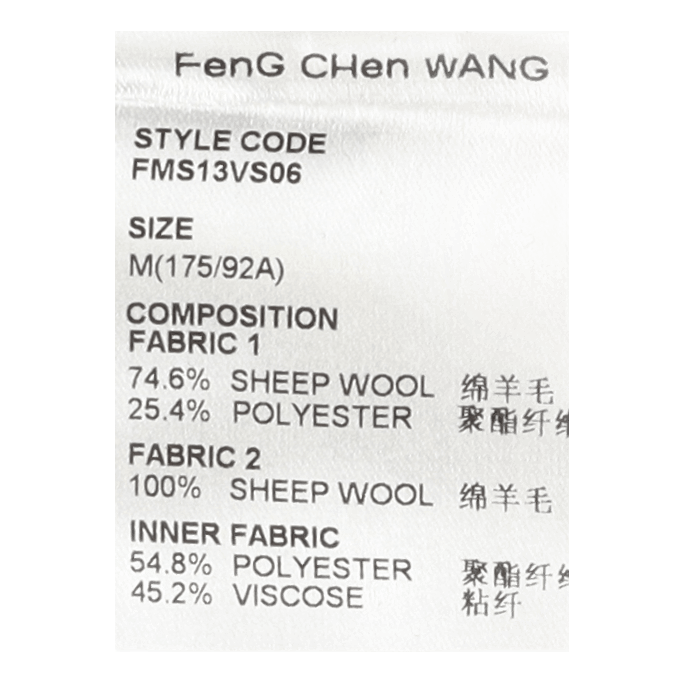 FenG CHen WANG
STYLE CODE
FMS13VS06
SIZE
M(175/92A)
COMPOSITION
FABRIC 1
74.6% SHEEP WOOL 绵羊毛
25.4% POLYESTER 聚酯纤维
FABRIC 2
100% SHEEP WOOL 绵羊毛
INNER FABRIC
54.8% POLYESTER 聚酯纤维
45.2% VISCOSE 粘纤